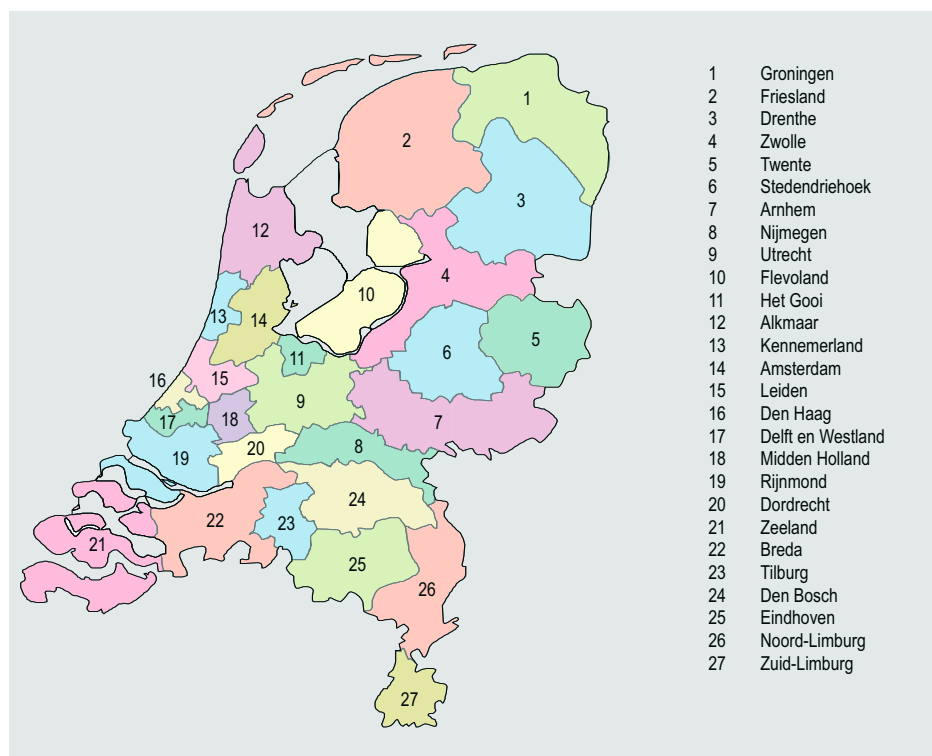 1 Groningen
2 Friesland
3 Drenthe
4 Zwolle
5 Twente
6 Stedendriehoek
7 Arnhem
8 Nijmegen
9 Utrecht
10 Flevoland
11 Het Gooi
12 Alkmaar
13 Kennemerland
14 Amsterdam
15 Leiden
16 Den Haag
17 Delft en Westland
18 Midden Holland
19 Rijnmond
20 Dordrecht
21 Zeeland
22 Breda
23 Tilburg
24 Den Bosch
25 Eindhoven
26 Noord-Limburg
27 Zuid-Limburg
1
2
3
12
4
10
13
14
5
6
11
16
15
9
18
17
7
20
8
19
24
22
23
21
25
26
27